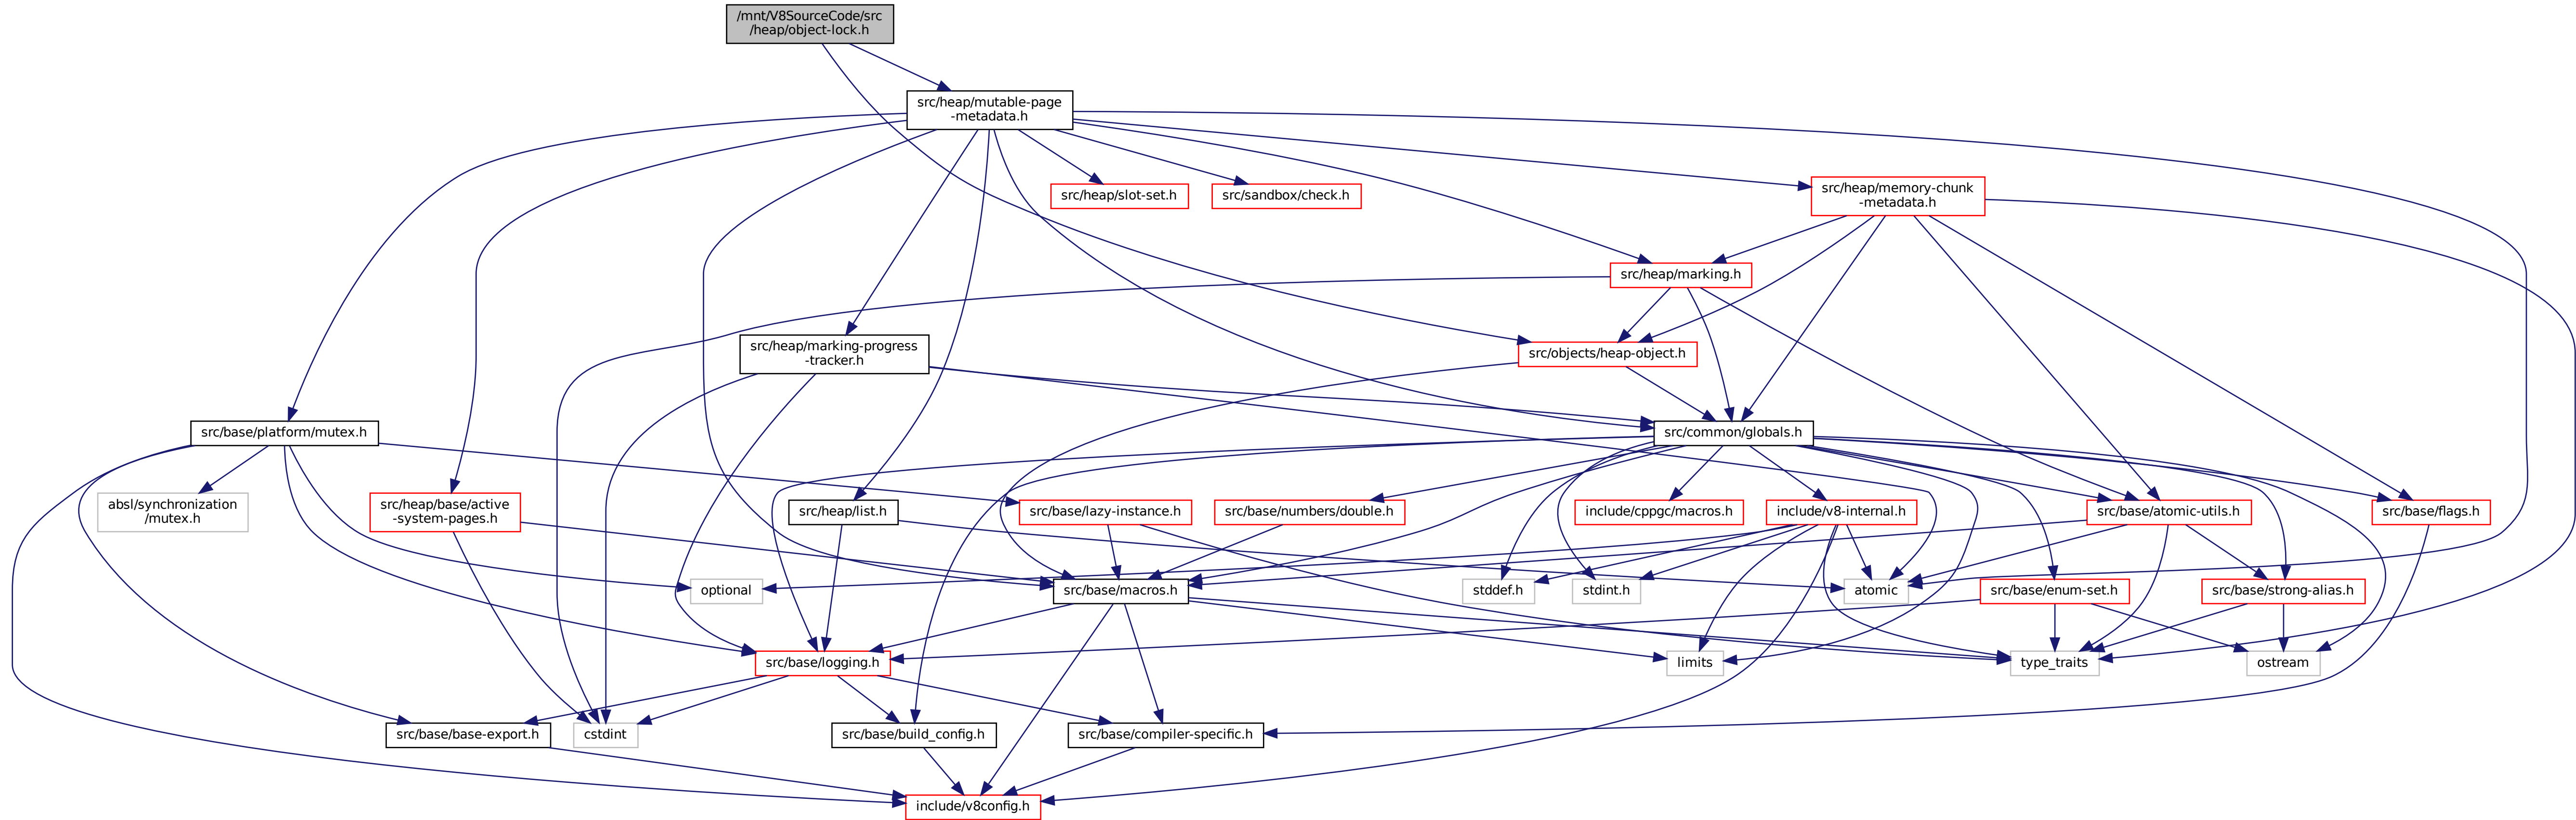 /mnt/V8SourceCode/src
/heap/object-lock.h
src/heap/mutable-page
-metadata.h
src/heap/slot-set.h
src/sandbox/check.h
src/heap/memory-chunk
-metadata.h
src/heap/marking.h
src/heap/marking-progress
-tracker.h
src/objects/heap-object.h
src/base/platform/mutex.h
src/common/globals.h
absl/synchronization
/mutex.h
src/heap/base/active
-system-pages.h
src/heap/list.h
src/base/lazy-instance.h
src/base/numbers/double.h
include/cppgc/macros.h
include/v8-internal.h
src/base/atomic-utils.h
src/base/flags.h
optional
src/base/macros.h
stddef.h
stdint.h
atomic
src/base/enum-set.h
src/base/strong-alias.h
src/base/logging.h
limits
type_traits
ostream
src/base/base-export.h
cstdint
src/base/build_config.h
src/base/compiler-specific.h
include/v8config.h